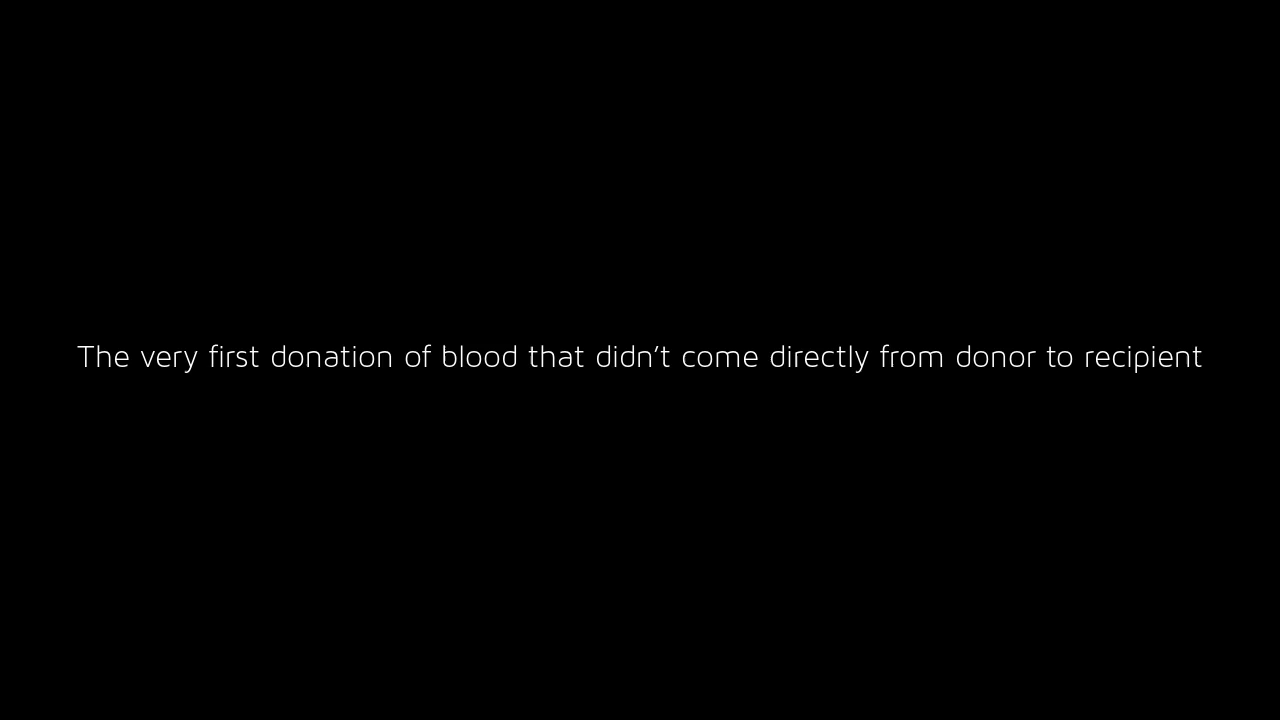 The very first donation of blood that didn’t come directly from donor to recipient